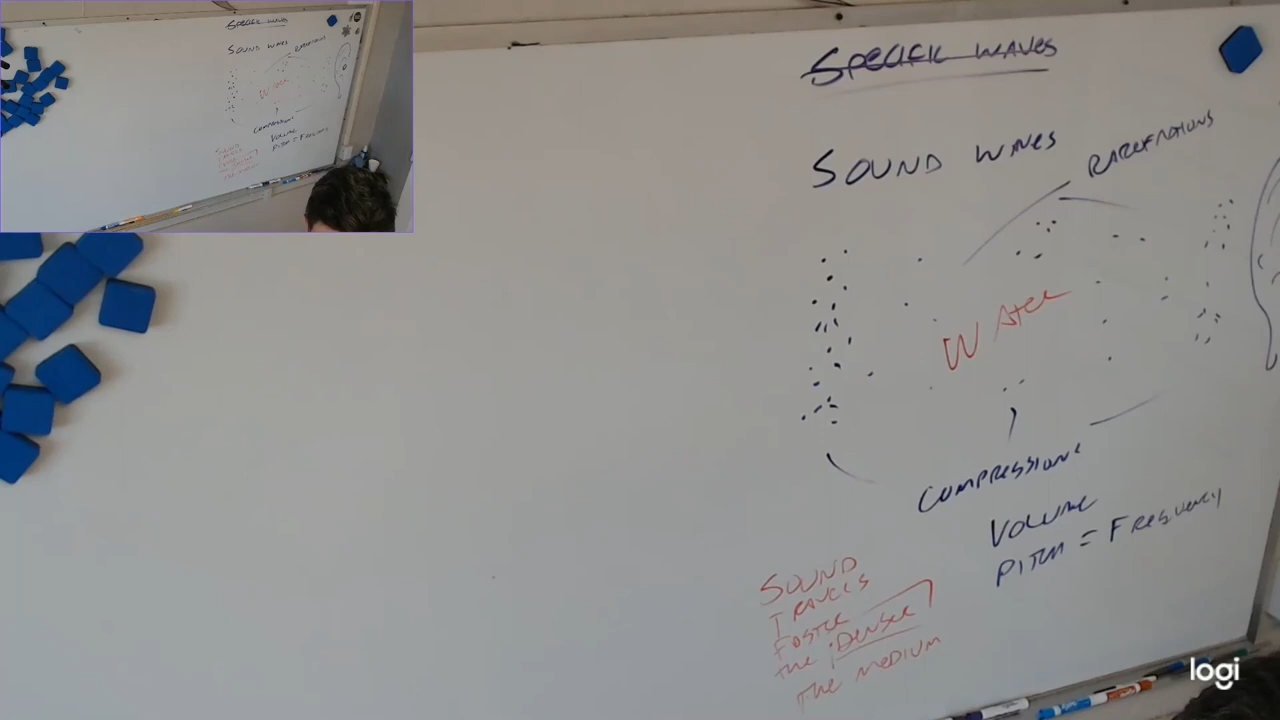 SPECIFIC WAVES
SOUND WAVES
RAREFACTIONS
WATER
COMPRESSIONS
VOLUME
PITCH = FREQUENCY
SOUND
TRAVELS
FASTER
the DENSER
the MEDIUM
logi